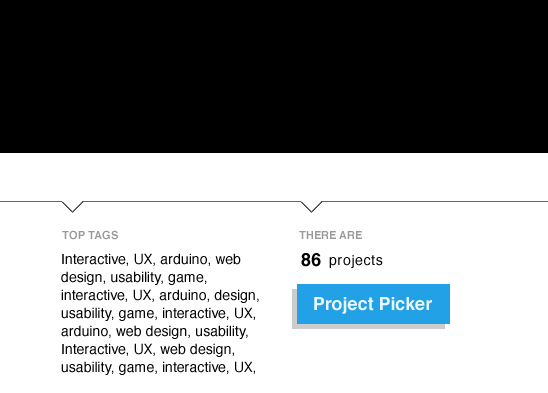 TOP TAGS
Interactive, UX, arduino, web
design, usability, game,
interactive, UX, arduino, design,
usability, game, interactive, UX,
arduino, web design, usability,
Interactive, UX, web design,
usability, game, interactive, UX,
THERE ARE
86 projects
Project Picker